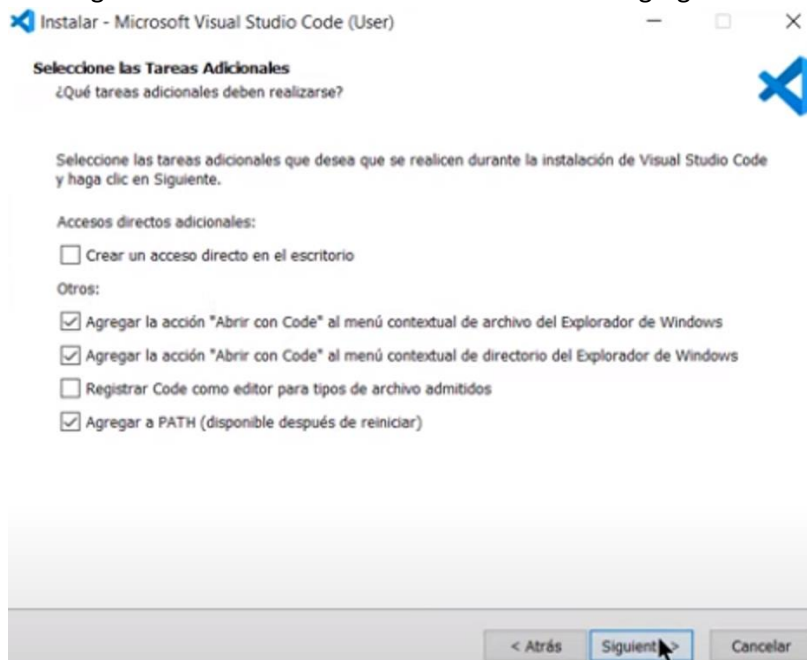 Instalar - Microsoft Visual Studio Code (User)
Seleccione las Tareas Adicionales
¿Qué tareas adicionales deben realizarse?
Seleccione las tareas adicionales que desea que se realicen durante la instalación de Visual Studio Code
y haga clic en Siguiente.
Accesos directos adicionales:
Crear un acceso directo en el escritorio
Otros:
Agregar la acción "Abrir con Code" al menú contextual de archivo del Explorador de Windows
Agregar la acción "Abrir con Code" al menú contextual de directorio del Explorador de Windows
Registrar Code como editor para tipos de archivo admitidos
Agregar a PATH (disponible después de reiniciar)
< Atrás
Siguiente >
Cancelar